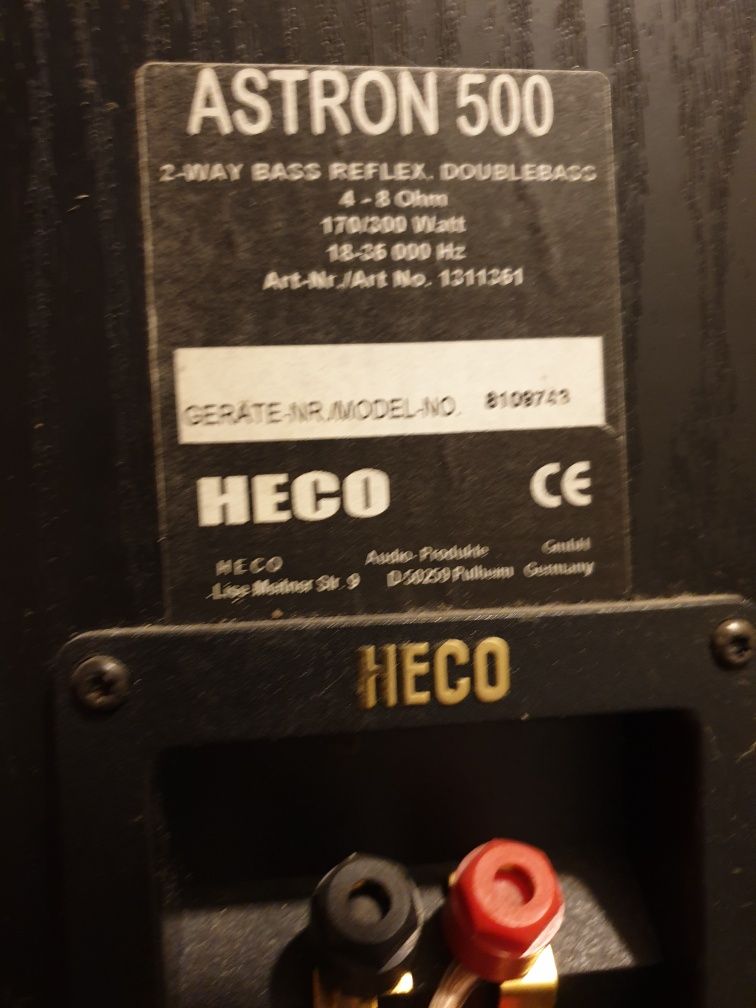 ASTRON 500
2-WAY BASS REFLEX. DOUBLEBASS
4 - 8 Ohm
170/300 Watt
18-36 000 Hz
Art-Nr./Art No. 1311361
GERÄTE-NR./MODEL-NO. 8109743
HECO CE
HECO Audio-Produkte GmbH
Lise Meitner Str. 9 D 50259 Pulheim Germany
HECO